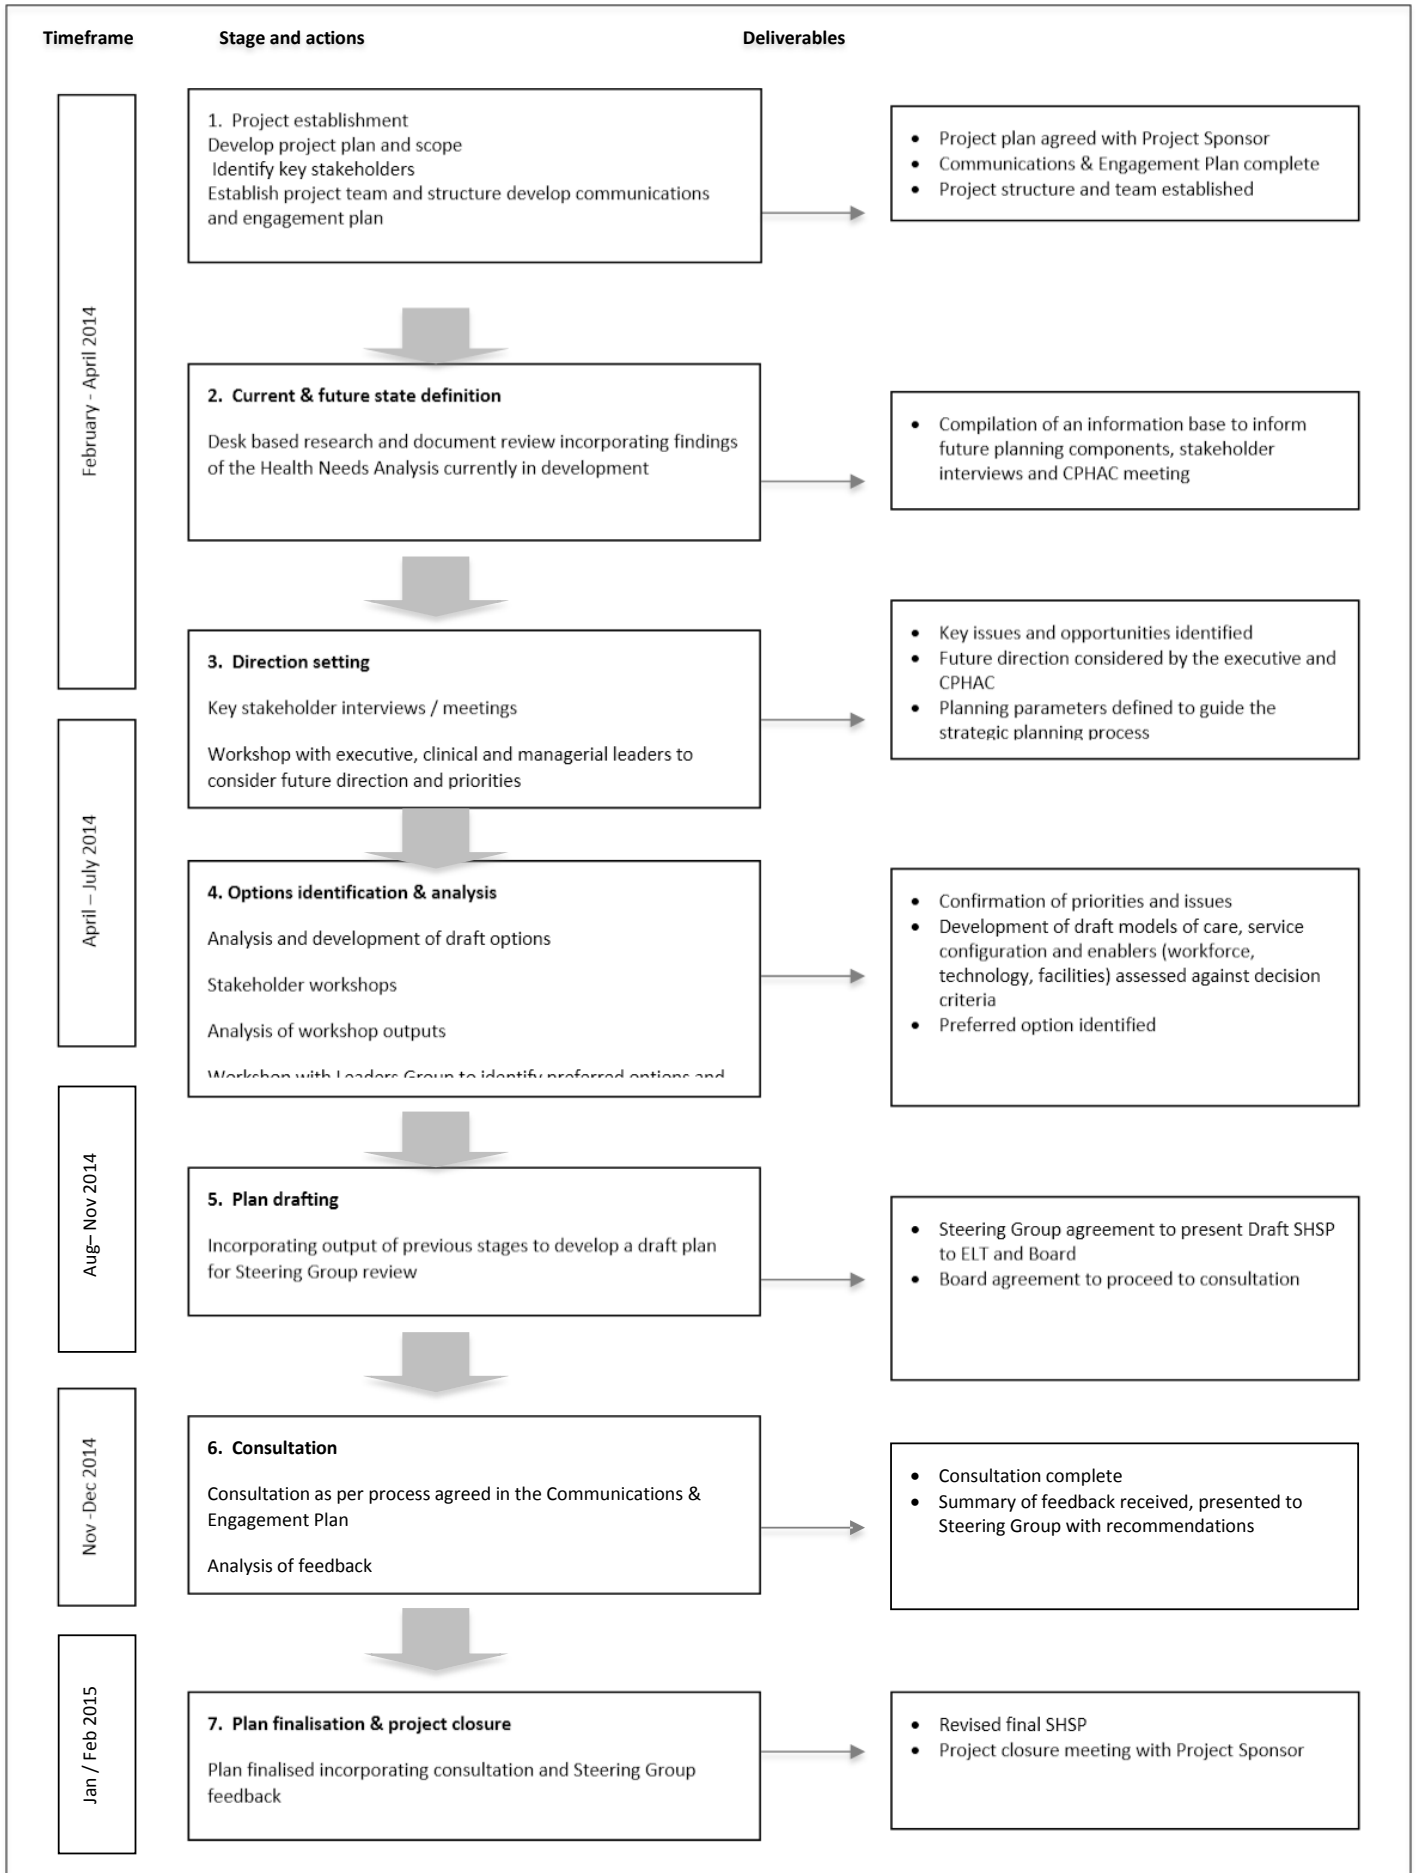 Timeframe
Stage and actions
Deliverables
February - April 2014
1. Project establishment
Develop project plan and scope
Identify key stakeholders
Establish project team and structure develop communications
and engagement plan
• Project plan agreed with Project Sponsor
• Communications & Engagement Plan complete
• Project structure and team established
2. Current & future state definition
Desk based research and document review incorporating findings
of the Health Needs Analysis currently in development
• Compilation of an information base to inform
future planning components, stakeholder
interviews and CPHAC meeting
3. Direction setting
Key stakeholder interviews / meetings
Workshop with executive, clinical and managerial leaders to
consider future direction and priorities
• Key issues and opportunities identified
• Future direction considered by the executive and
CPHAC
• Planning parameters defined to guide the
strategic planning process
April – July 2014
4. Options identification & analysis
Analysis and development of draft options
Stakeholder workshops
Analysis of workshop outputs
Workshop with Leaders Group to identify preferred options and
• Confirmation of priorities and issues
• Development of draft models of care, service
configuration and enablers (workforce,
technology, facilities) assessed against decision
criteria
• Preferred option identified
Aug– Nov 2014
5. Plan drafting
Incorporating output of previous stages to develop a draft plan
for Steering Group review
• Steering Group agreement to present Draft SHSP
to ELT and Board
• Board agreement to proceed to consultation
Nov -Dec 2014
6. Consultation
Consultation as per process agreed in the Communications &
Engagement Plan
Analysis of feedback
• Consultation complete
• Summary of feedback received, presented to
Steering Group with recommendations
Jan / Feb 2015
7. Plan finalisation & project closure
Plan finalised incorporating consultation and Steering Group
feedback
• Revised final SHSP
• Project closure meeting with Project Sponsor